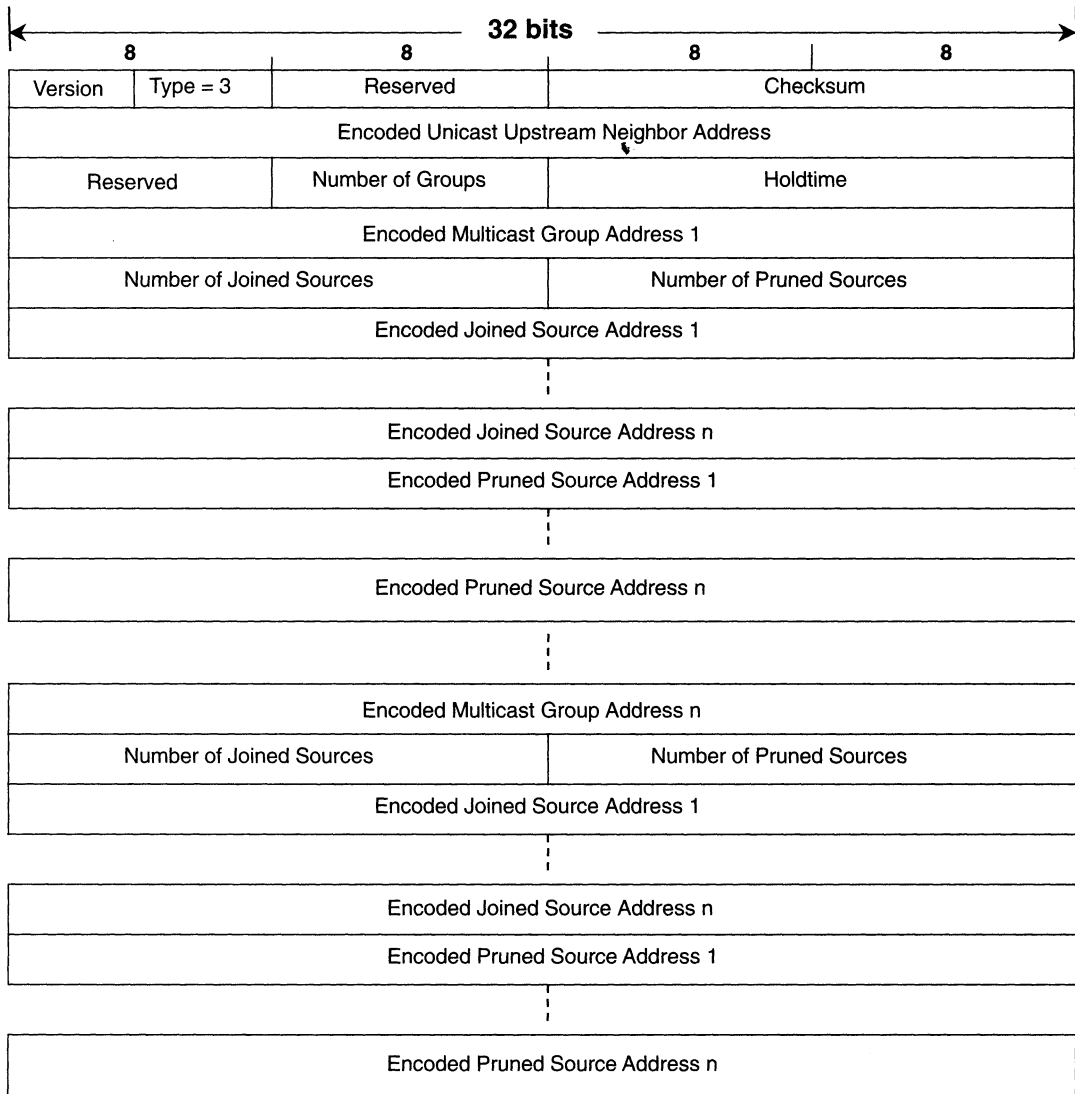 32 bits
8 8 8 8
Version Type = 3 Reserved Checksum
Encoded Unicast Upstream Neighbor Address
Reserved Number of Groups Holdtime
Encoded Multicast Group Address 1
Number of Joined Sources Number of Pruned Sources
Encoded Joined Source Address 1
Encoded Joined Source Address n
Encoded Pruned Source Address 1
Encoded Pruned Source Address n
Encoded Multicast Group Address n
Number of Joined Sources Number of Pruned Sources
Encoded Joined Source Address 1
Encoded Joined Source Address n
Encoded Pruned Source Address 1
Encoded Pruned Source Address n